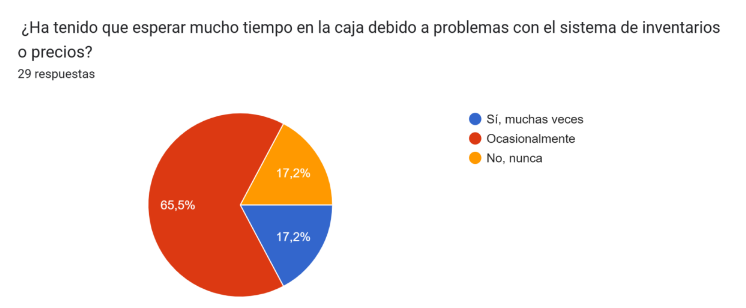 ¿Ha tenido que esperar mucho tiempo en la caja debido a problemas con el sistema de inventarios
o precios?
29 respuestas
Sí, muchas veces
Ocasionalmente
No, nunca
17,2%
65,5%
17,2%